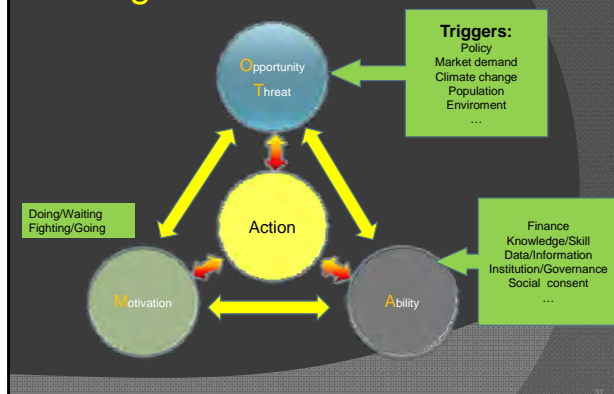 Triggers:
Policy
Market demand
Climate change
Population
Enviroment
…
Opportunity
Threat
Doing/Waiting
Fighting/Going
Action
Motivation
Ability
Finance
Knowledge/Skill
Data/Information
Institution/Governance
Social consent
…
31